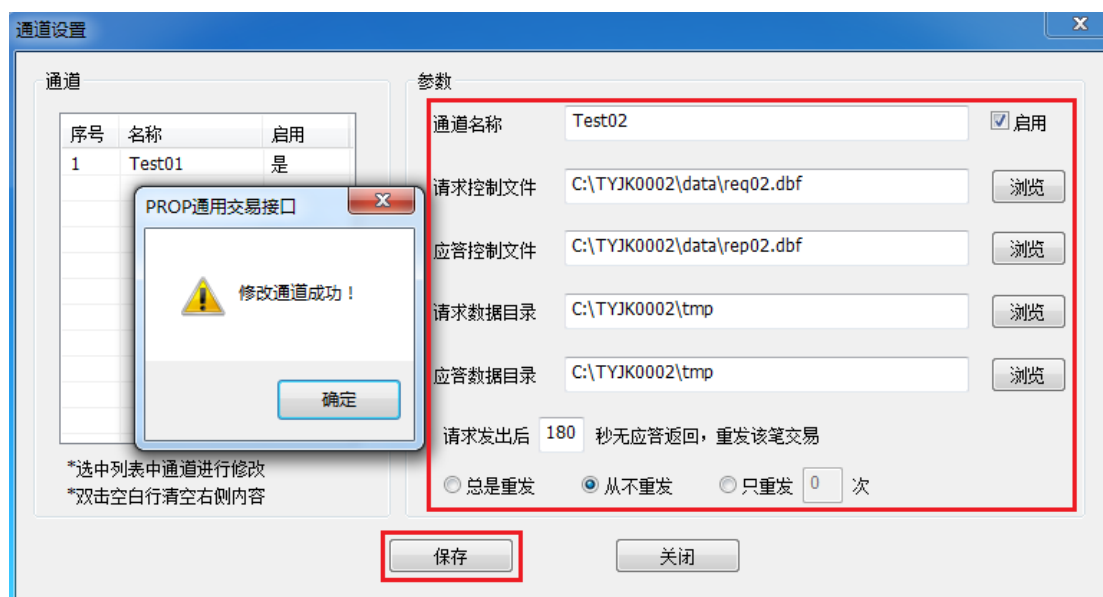 通道设置
通道
序号 名称 启用
1 Test01 是
PROP通用交易接口
修改通道成功！
确定
*选中列表中通道进行修改
*双击空白行清空右侧内容
参数
通道名称 Test02 启用
请求控制文件 C:\TYJK0002\data\req02.dbf 浏览
应答控制文件 C:\TYJK0002\data\rep02.dbf 浏览
请求数据目录 C:\TYJK0002\tmp 浏览
应答数据目录 C:\TYJK0002\tmp 浏览
请求发出后 180 秒无应答返回，重发该笔交易
总是重发 从不重发 只重发 0 次
保存 关闭